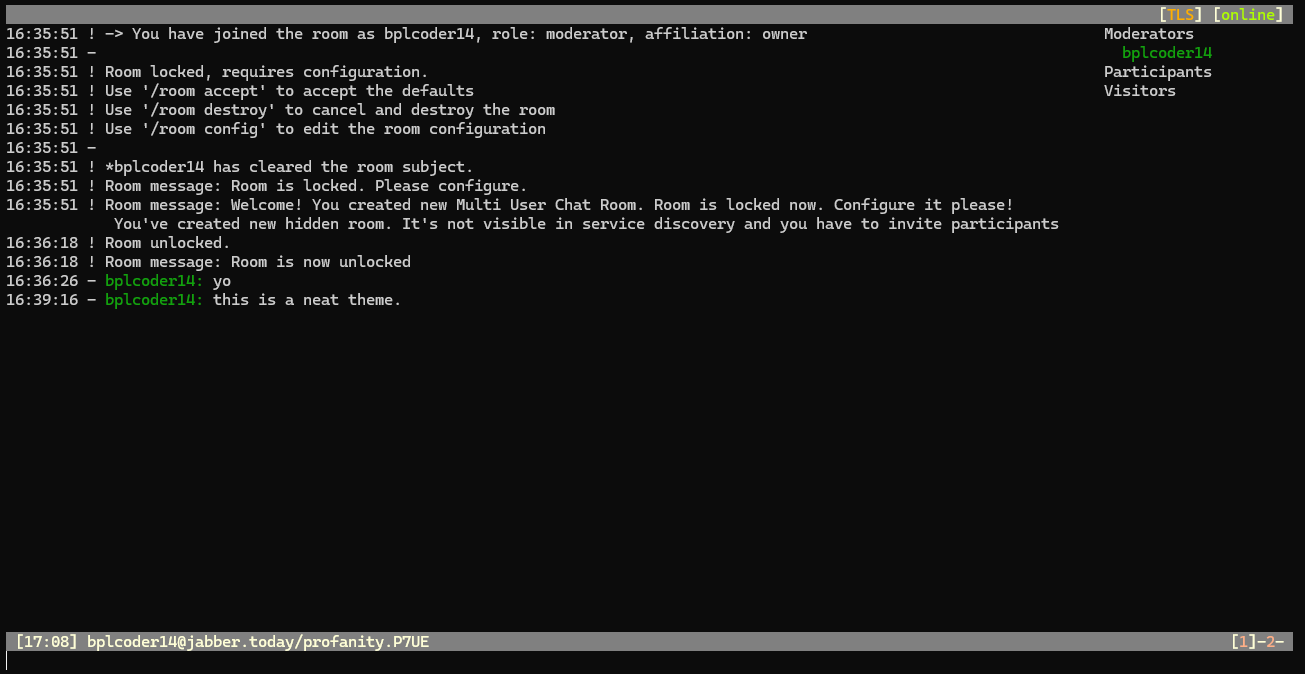 [TLS] [online]
16:35:51 ! -> You have joined the room as bplcoder14, role: moderator, affiliation: owner
16:35:51 -
16:35:51 ! Room locked, requires configuration.
16:35:51 ! Use '/room accept' to accept the defaults
16:35:51 ! Use '/room destroy' to cancel and destroy the room
16:35:51 ! Use '/room config' to edit the room configuration
16:35:51 -
16:35:51 ! *bplcoder14 has cleared the room subject.
16:35:51 ! Room message: Room is locked. Please configure.
16:35:51 ! Room message: Welcome! You created new Multi User Chat Room. Room is locked now. Configure it please!
You've created new hidden room. It's not visible in service discovery and you have to invite participants
16:36:18 ! Room unlocked.
16:36:18 ! Room message: Room is now unlocked
16:36:26 - bplcoder14: yo
16:39:16 - bplcoder14: this is a neat theme.
Moderators
bplcoder14
Participants
Visitors
[17:08] bplcoder14@jabber.today/profanity.P7UE
[1]-2-